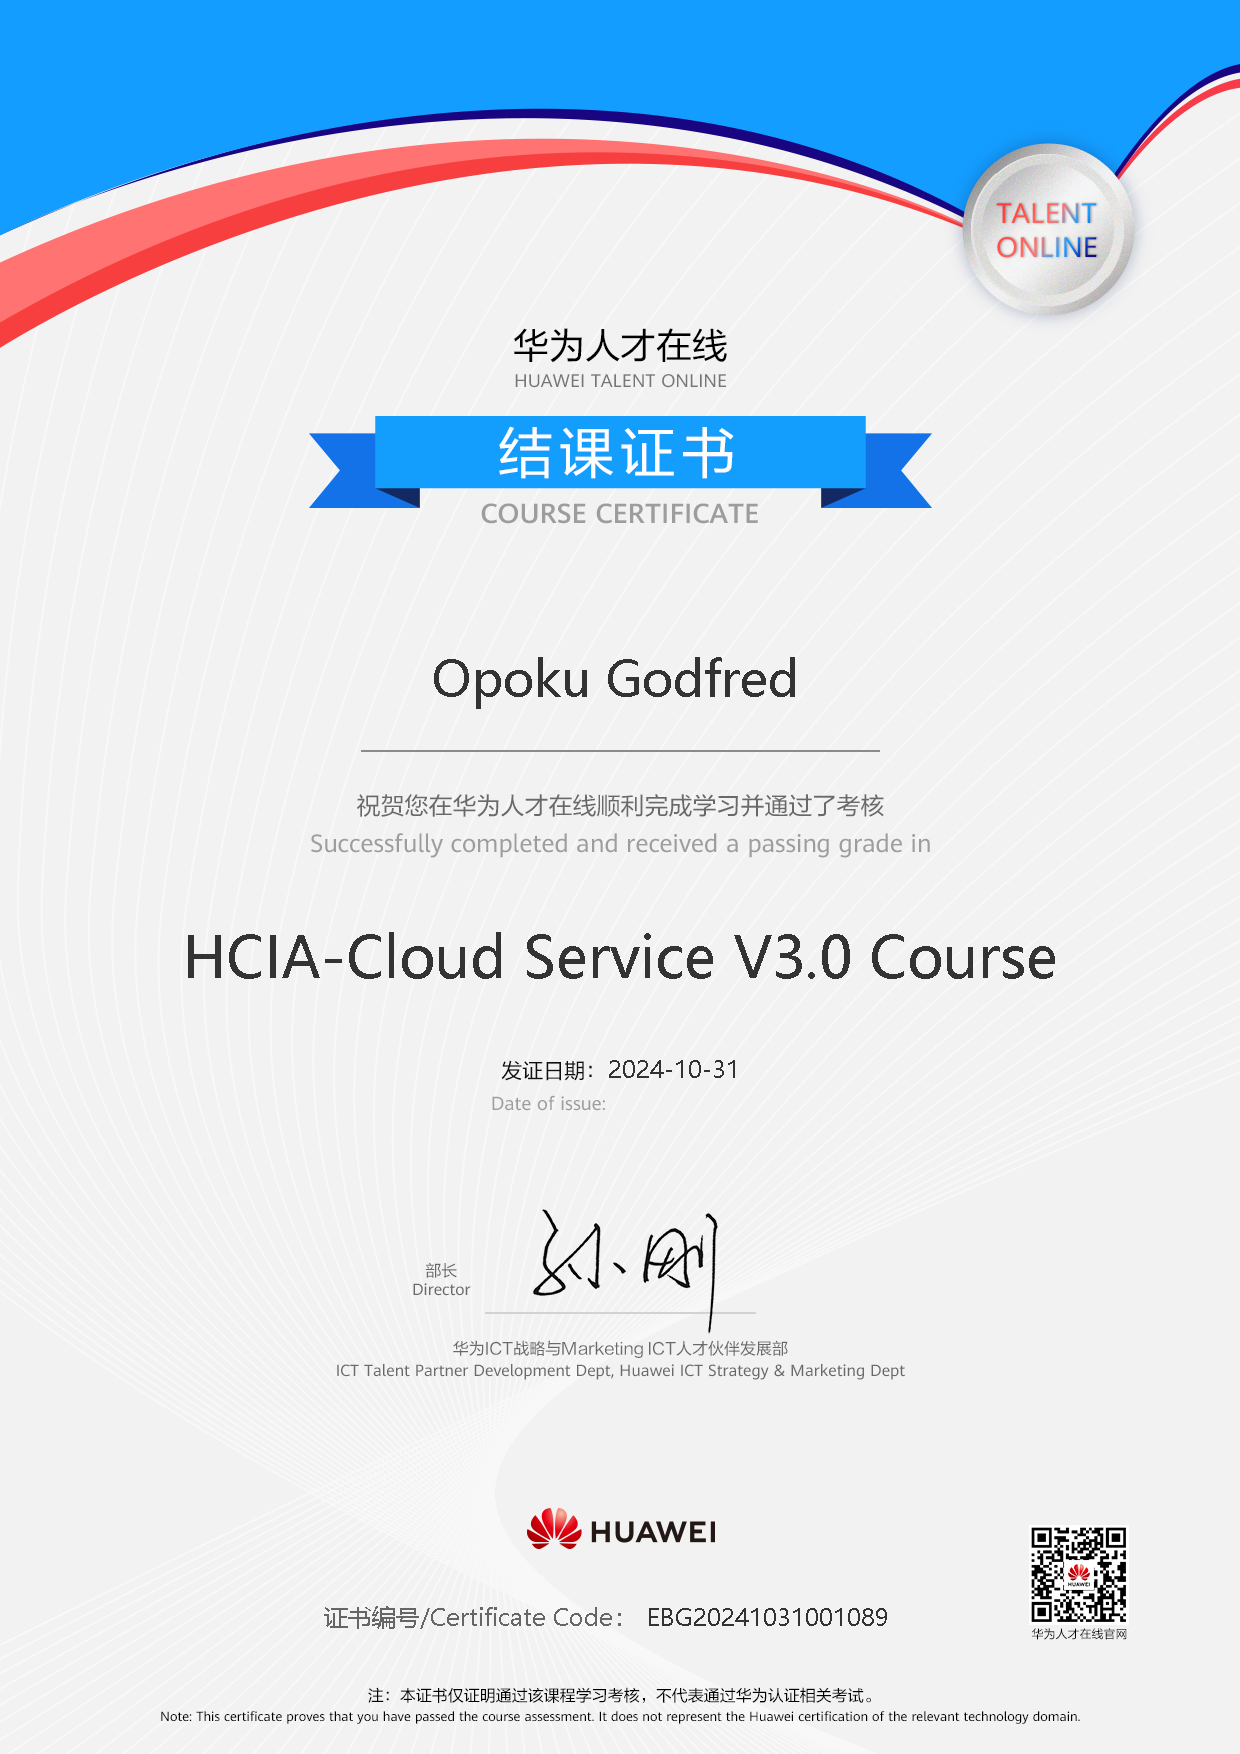 TALENT
ONLINE
华为人才在线
HUAWEI TALENT ONLINE
结课证书
COURSE CERTIFICATE
Opoku Godfred
祝贺您在华为人才在线顺利完成学习并通过了考核
Successfully completed and received a passing grade in
HCIA-Cloud Service V3.0 Course
发证日期：2024-10-31
Date of issue:
孙刚
部长
Director
华为ICT战略与Marketing ICT人才伙伴发展部
ICT Talent Partner Development Dept, Huawei ICT Strategy & Marketing Dept
HUAWEI
HUAWEI
证书编号/Certificate Code： EBG20241031001089
华为人才在线官网
注：本证书仅证明通过该课程学习考核，不代表通过华为认证相关考试。
Note: This certificate proves that you have passed the course assessment. It does not represent the Huawei certification of the relevant technology domain.